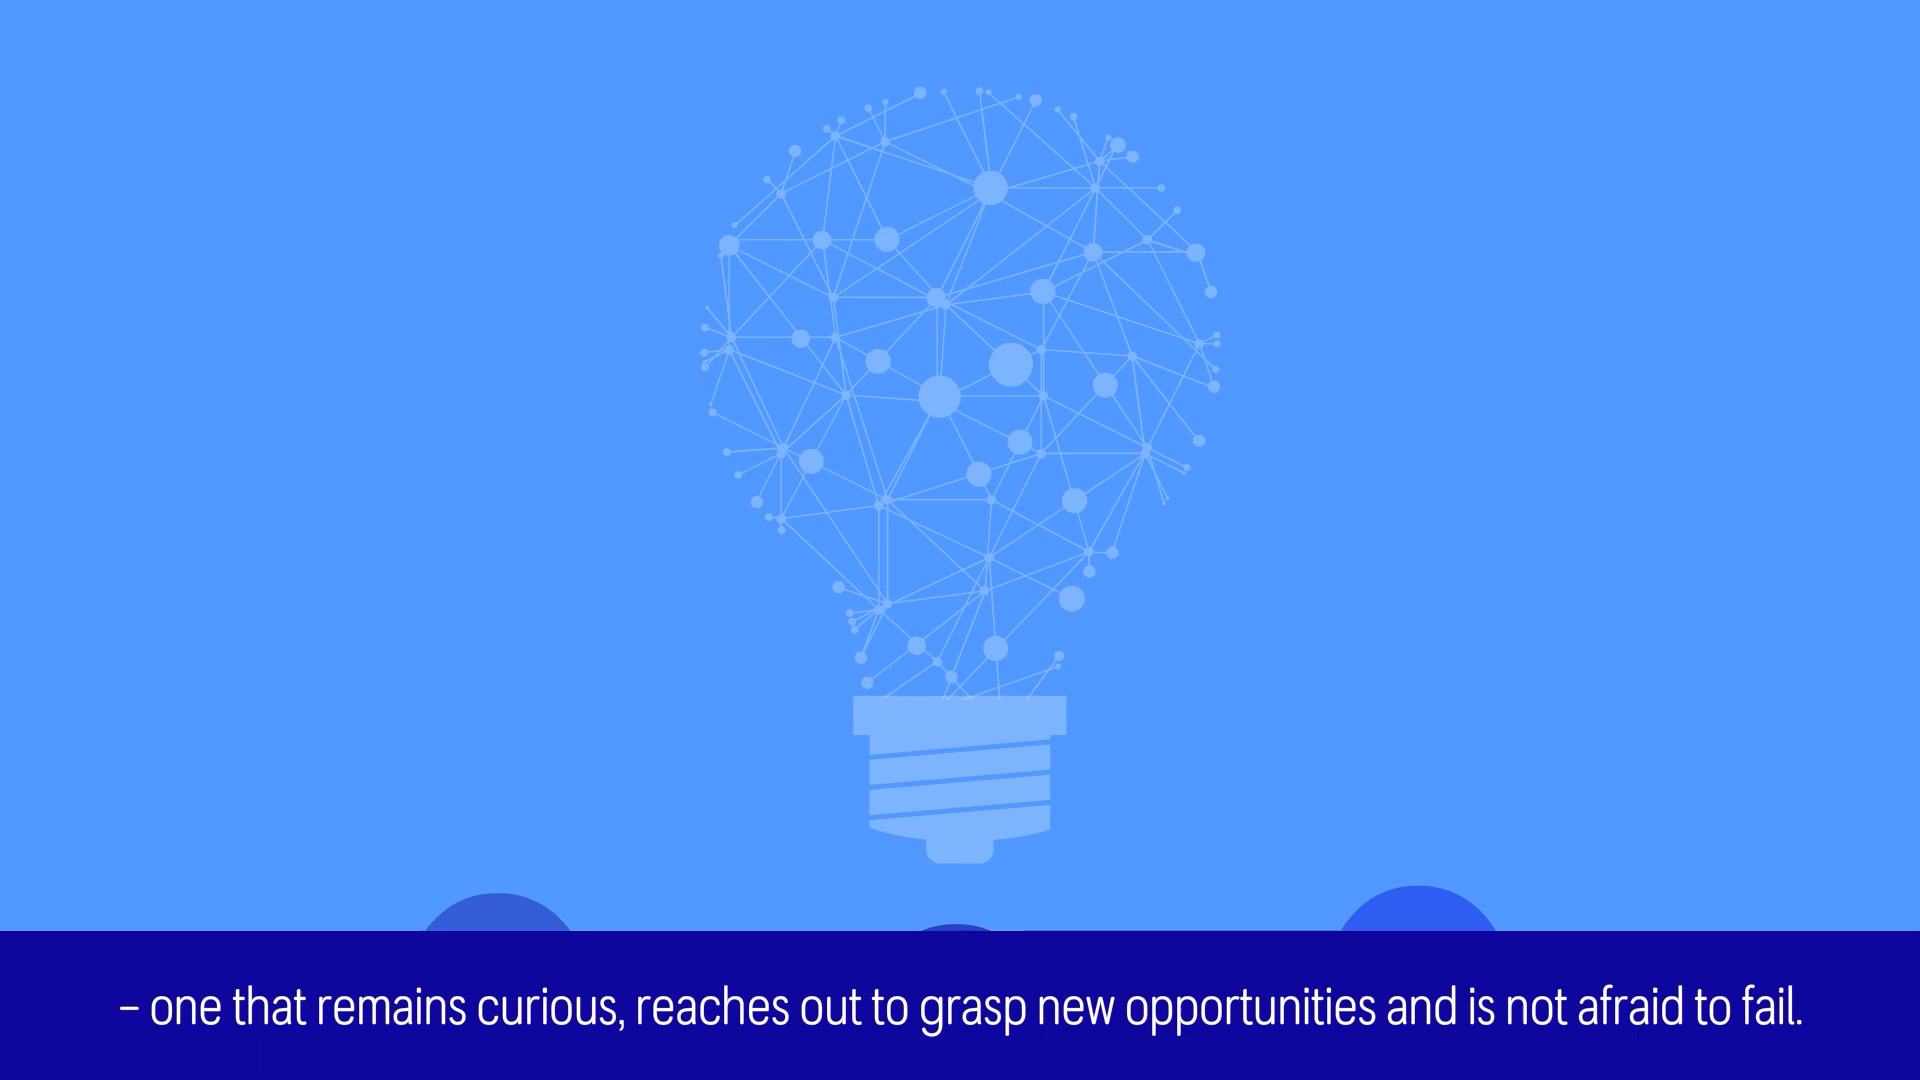 – one that remains curious, reaches out to grasp new opportunities and is not afraid to fail.